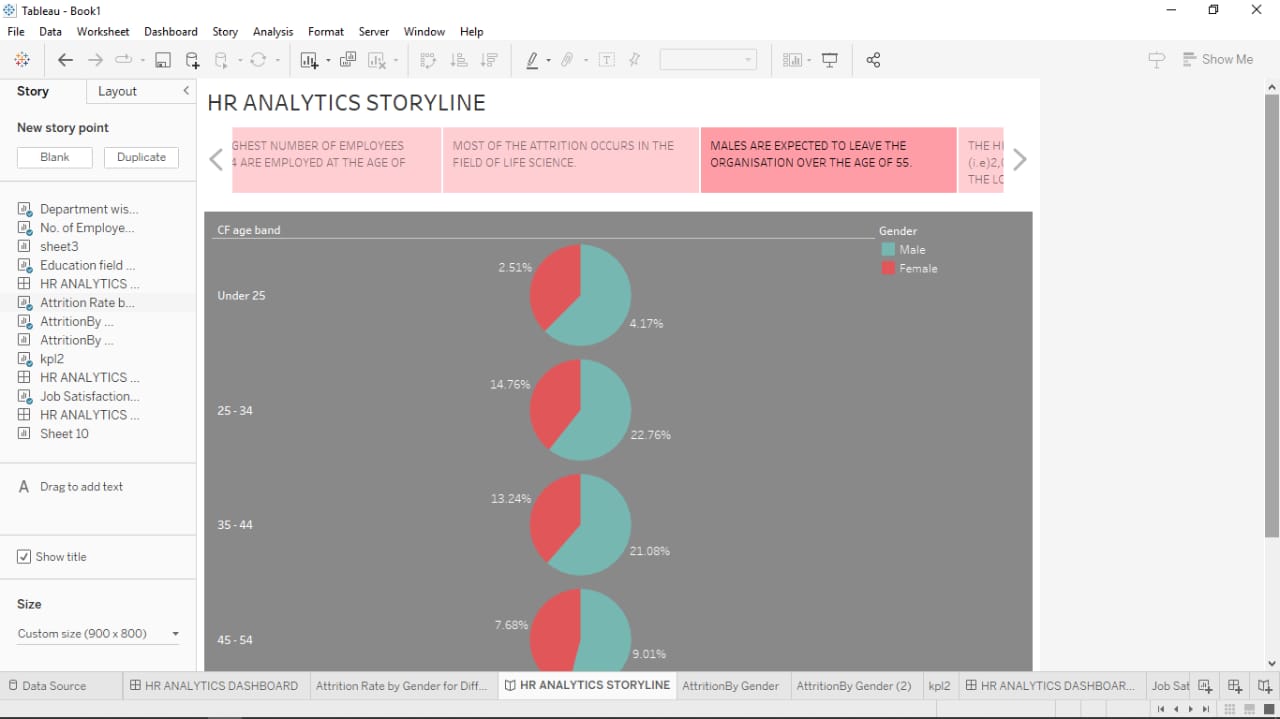 Tableau - Book1
File Data Worksheet Dashboard Story Analysis Format Server Window Help
Show Me
Story Layout
New story point
Blank Duplicate
Department wis...
No. of Employe...
sheet3
Education field ...
HR ANALYTICS ...
Attrition Rate b...
AttritionBy ...
AttritionBy ...
kpl2
HR ANALYTICS ...
Job Satisfaction...
HR ANALYTICS ...
Sheet 10
A Drag to add text
Show title
Size
Custom size (900 x 800)
HR ANALYTICS STORYLINE
GHEST NUMBER OF EMPLOYEES
4 ARE EMPLOYED AT THE AGE OF
MOST OF THE ATTRITION OCCURS IN THE
FIELD OF LIFE SCIENCE.
MALES ARE EXPECTED TO LEAVE THE
ORGANISATION OVER THE AGE OF 55.
THE HI
(i.e)2,
THE LO
CF age band
Gender
Male
Female
Under 25
2.51%
4.17%
25 - 34
14.76%
22.76%
35 - 44
13.24%
21.08%
45 - 54
7.68%
9.01%
Data Source HR ANALYTICS DASHBOARD Attrition Rate by Gender for Diff... HR ANALYTICS STORYLINE AttritionBy Gender AttritionBy Gender (2) kpl2 HR ANALYTICS DASHBOAR... Job Sat